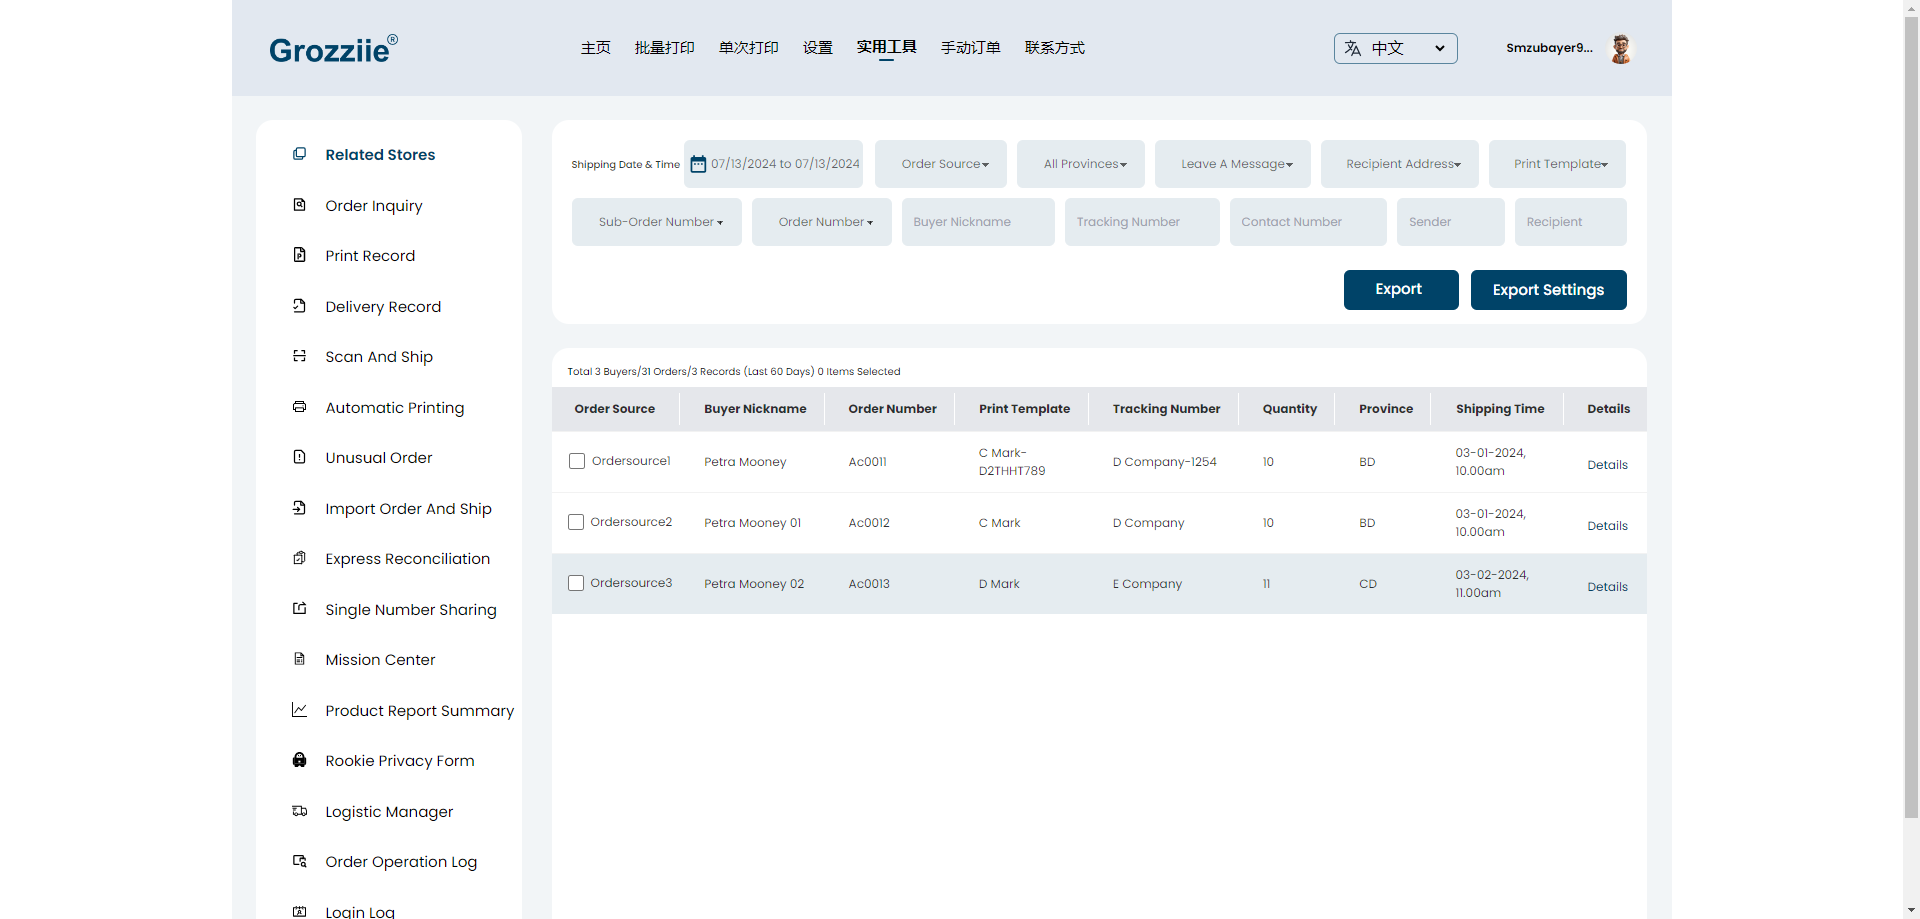 Grozziie®
主页 批量打印 单次打印 设置 实用工具 手动订单 联系方式
中文
Smzubayer9...
Related Stores
Order Inquiry
Print Record
Delivery Record
Scan And Ship
Automatic Printing
Unusual Order
Import Order And Ship
Express Reconciliation
Single Number Sharing
Mission Center
Product Report Summary
Rookie Privacy Form
Logistic Manager
Order Operation Log
Login Log
Shipping Date & Time 07/13/2024 to 07/13/2024 Order Source All Provinces Leave A Message Recipient Address Print Template
Sub-Order Number Order Number Buyer Nickname Tracking Number Contact Number Sender Recipient
Export Export Settings
Total 3 Buyers/31 Orders/3 Records (Last 60 Days) 0 Items Selected
Order Source Buyer Nickname Order Number Print Template Tracking Number Quantity Province Shipping Time Details
Ordersource1 Petra Mooney Ac0011 C Mark-D2THHT789 D Company-1254 10 BD 03-01-2024, 10.00am Details
Ordersource2 Petra Mooney 01 Ac0012 C Mark D Company 10 BD 03-01-2024, 10.00am Details
Ordersource3 Petra Mooney 02 Ac0013 D Mark E Company 11 CD 03-02-2024, 11.00am Details